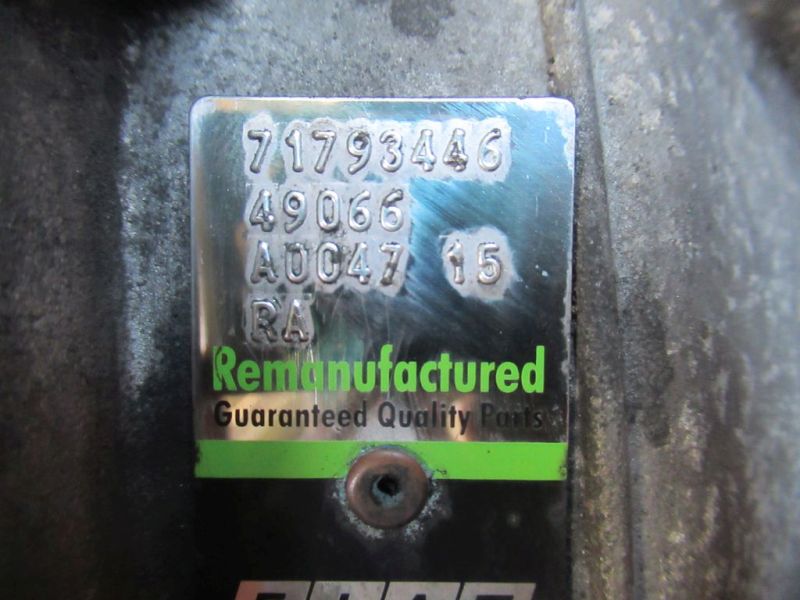 71793446
49066
A0047 15
RA
Remanufactured
Guaranteed Quality Parts